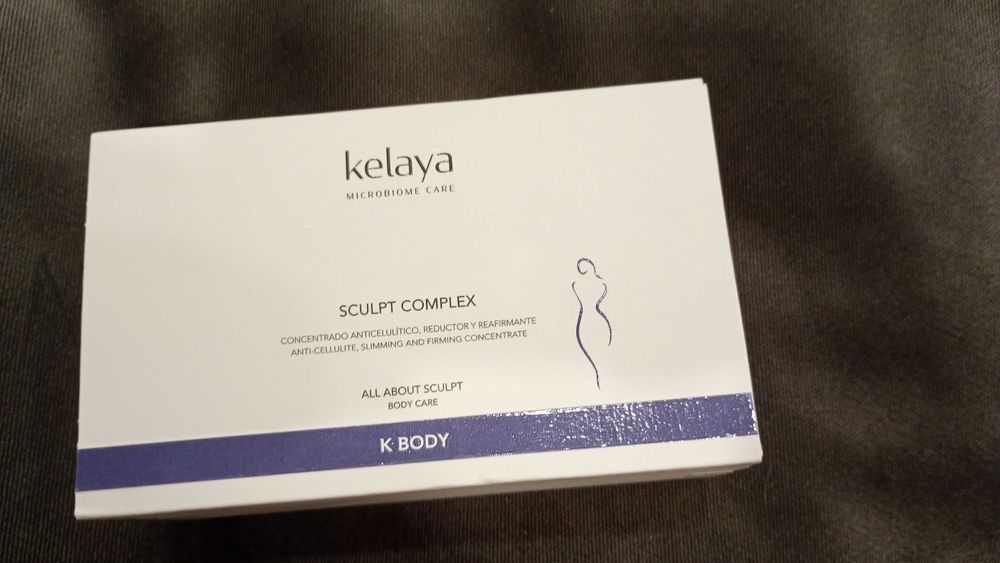 kelaya
MICROBIOME CARE
SCULPT COMPLEX
CONCENTRADO ANTICELULÍTICO, REDUCTOR Y REAFIRMANTE
ANTI-CELLULITE, SLIMMING AND FIRMING CONCENTRATE
ALL ABOUT SCULPT
BODY CARE
K BODY